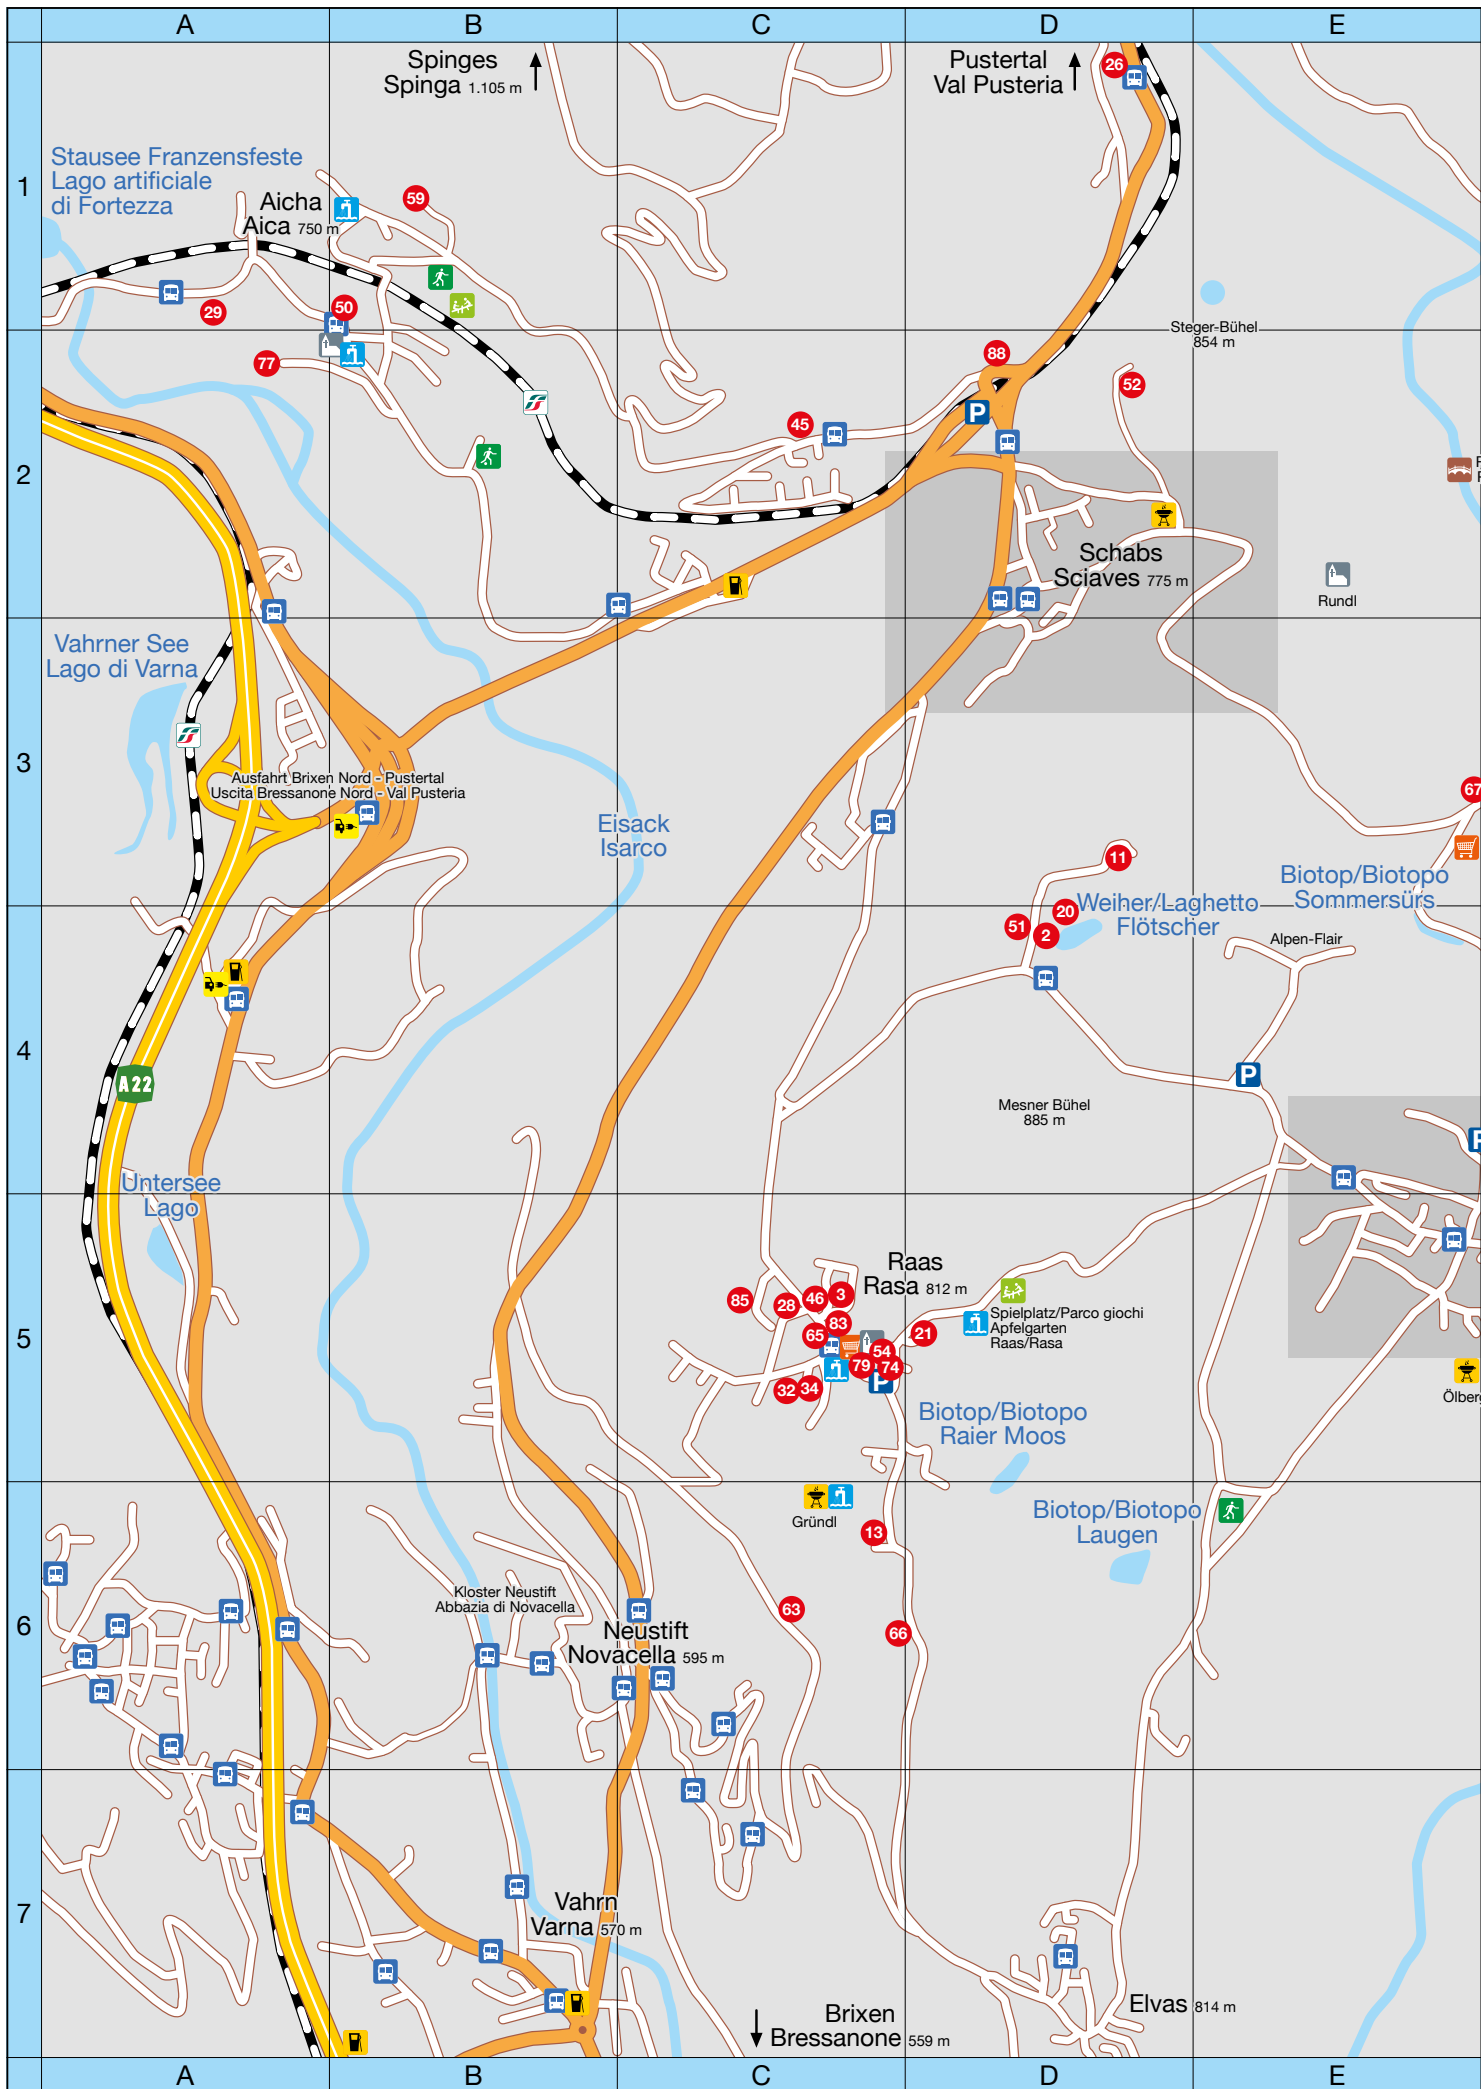 A B C D E
Spinges
Spinga 1.105 m
Pustertal
Val Pusteria
26
1
Stausee Franzensfeste
Lago artificiale
di Fortezza
Aicha
Aica 750 m
59
29
50
Steger-Bühel
854 m
77
88
52
45
P
2
Schabs
Sciaves 775 m
Rundl
Vahrner See
Lago di Varna
3
Ausfahrt Brixen Nord - Pustertal
Uscita Bressanone Nord - Val Pusteria
67
Eisack
Isarco
11
Biotop/Biotopo
Sommersürs
Weiher/Laghetto
Flötscher
20
51
2
Alpen-Flair
4
A22
P
Mesner Bühel
885 m
P
Untersee
Lago
Raas
Rasa 812 m
85
28
46
3
83
65
21
54
79
74
32
34
P
Spielplatz/Parco giochi
Apfelgarten
Raas/Rasa
5
Biotop/Biotopo
Raier Moos
Gründl
13
Biotop/Biotopo
Laugen
Kloster Neustift
Abbazia di Novacella
63
6
Neustift
Novacella 595 m
66
7
Vahrn
Varna 570 m
Elvas 814 m
Brixen
Bressanone 559 m
A B C D E